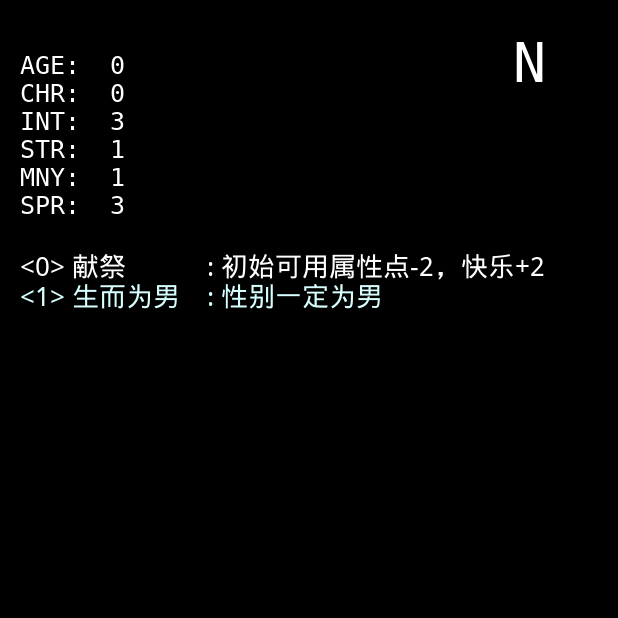 N
AGE: 0
CHR: 0
INT: 3
STR: 1
MNY: 1
SPR: 3
<0> 献祭 : 初始可用属性点-2，快乐+2
<1> 生而为男 : 性别一定为男